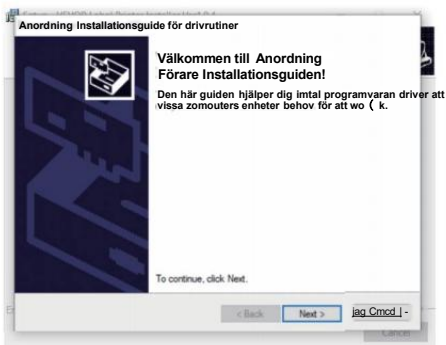 Anordning Installationsguide för drivrutiner
Välkommen till Anordning
Förare Installationsguiden!
Den här guiden hjälper dig imtal programvaran driver att
vissa zomouters enheter behov för att wo ( k.
To continue, click Next.
< Back
Next >
jag Cmcd | -
Cancel